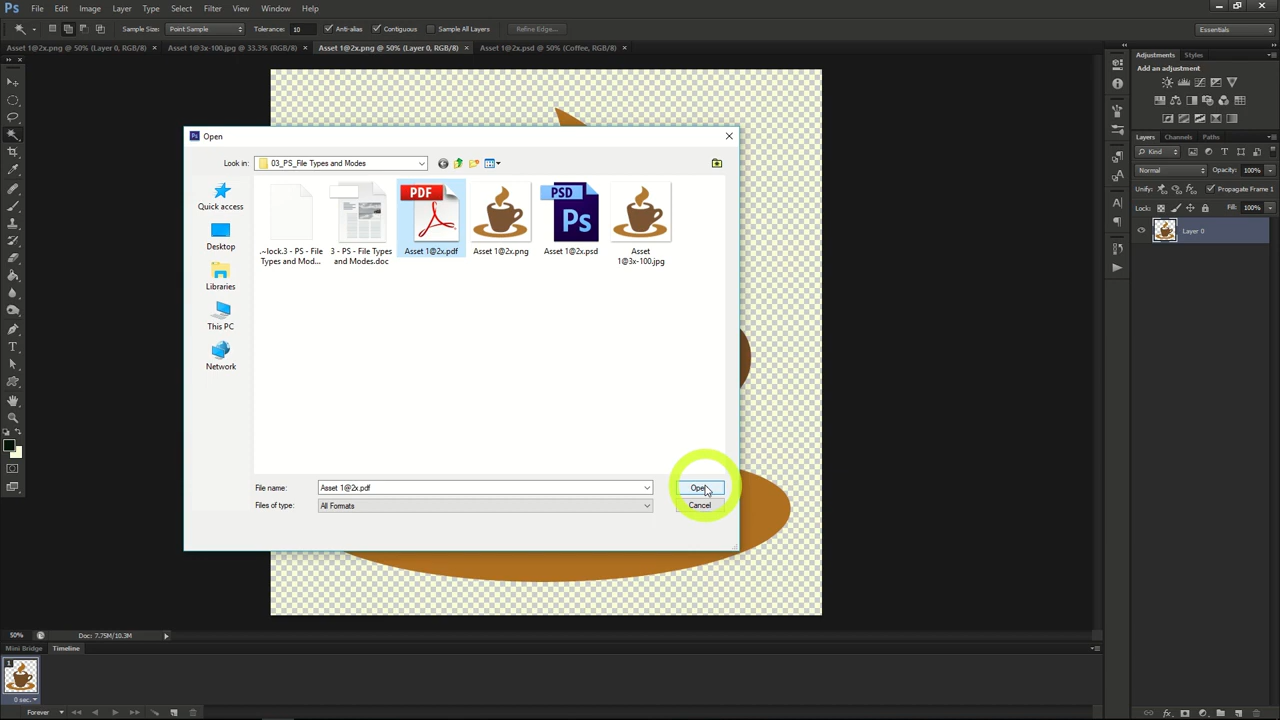 Ps File Edit Image Layer Type Select Filter View Window Help
Sample Size: Point Sample Tolerance: 10 Anti-alias Contiguous Sample All Layers Refine Edge... Essentials
Asset 1@2x.png @ 50% (Layer 0, RGB/8) × Asset 1@3x-100.jpg @ 33.3% (RGB/8) × Asset 1@2x.png @ 50% (Layer 0, RGB/8) × Asset 1@2x.psd @ 50% (Coffee, RGB/8) ×
Adjustments Styles
Add an adjustment
Layers Channels Paths
Kind
Normal Opacity: 100%
Unify: Propagate Frame 1
Lock: Fill: 100%
Layer 0
Open
Look in: 03_PS_File Types and Modes
Quick access
Desktop
Libraries
This PC
Network
PDF
PSD
Ps
~lock.3 - PS - File
Types and Mod...
3 - PS - File Types
and Modes.doc
Asset 1@2x.pdf
Asset 1@2x.png
Asset 1@2x.psd
Asset
1@3x-100.jpg
File name: Asset 1@2x.pdf Open
Files of type: All Formats Cancel
50% Doc: 7.75M/10.3M
Mini Bridge Timeline
1
0 sec.
Forever